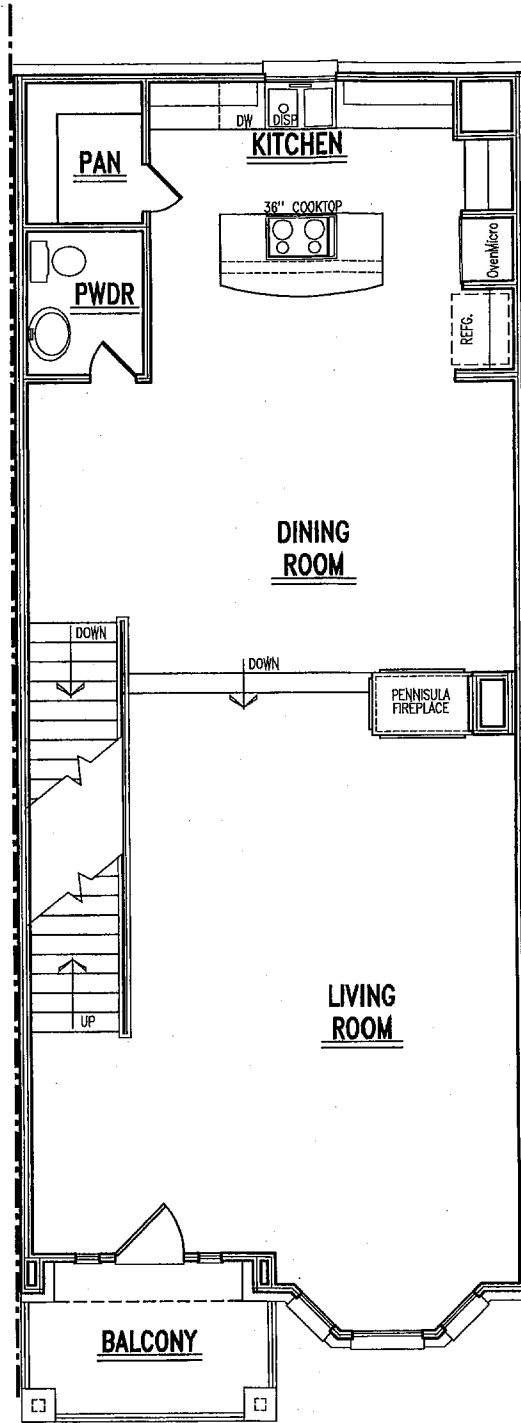 DW
DISP
KITCHEN
PAN
36" COOKTOP
OvenMicro
PWDR
REFG.
DINING
ROOM
DOWN
DOWN
PENNISULA
FIREPLACE
LIVING
ROOM
UP
BALCONY